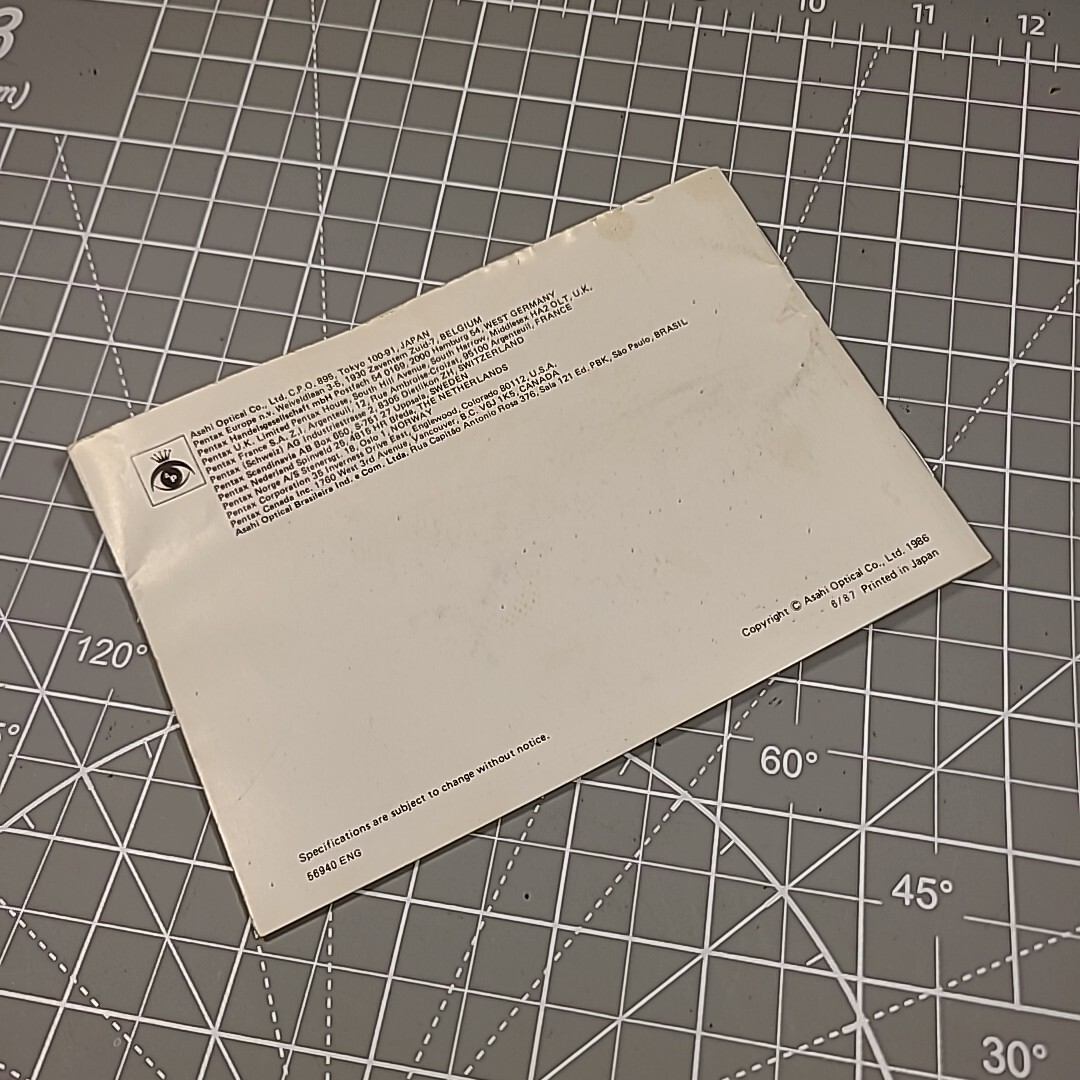 10 11 12
m)
Asahi Optical Co., Ltd. C.P.O. 895, Tokyo 100-91, JAPAN
Pentax Europe n.v. Weiveldlaan 3-5, 1930 Zaventem Zuid-7, BELGIUM
Pentax Handelsgesellschaft mbH Postfach 54 0169, 2000 Hamburg 54, WEST GERMANY
Pentax U.K. Limited Pentax House, South Hill Avenue, South Harrow, Middlesex HA2 OLT, U.K.
Pentax France S.A. Z.I. Argenteuil, 12, Rue Ambroise-Croizat, 95100 Argenteuil, FRANCE
Pentax (Schweiz) AG Industriestrasse 2, 8305 Dietlikon ZH, SWITZERLAND
Pentax Scandinavia AB Box 650, S-751 27 Uppsala, SWEDEN
Pentax Nederland Spinveld 25, 4815 HR Breda, THE NETHERLANDS
Pentax Norge A/S Stenersgt. 18, Oslo 1, NORWAY
Pentax Corporation 35 Inverness Drive East, Englewood, Colorado 80112, U.S.A.
Pentax Canada Inc. 1760 West 3rd Avenue, Vancouver, B.C. V6J 1K5, CANADA
Asahi Optical Brasileira Ind. e Com. Ltda. Rua Capitão Antonio Rosa 376, Sala 121 Ed. PBK, São Paulo, BRASIL
Copyright © Asahi Optical Co., Ltd. 1986
6/87 Printed in Japan
Specifications are subject to change without notice.
56940 ENG
120°
60°
45°
30°